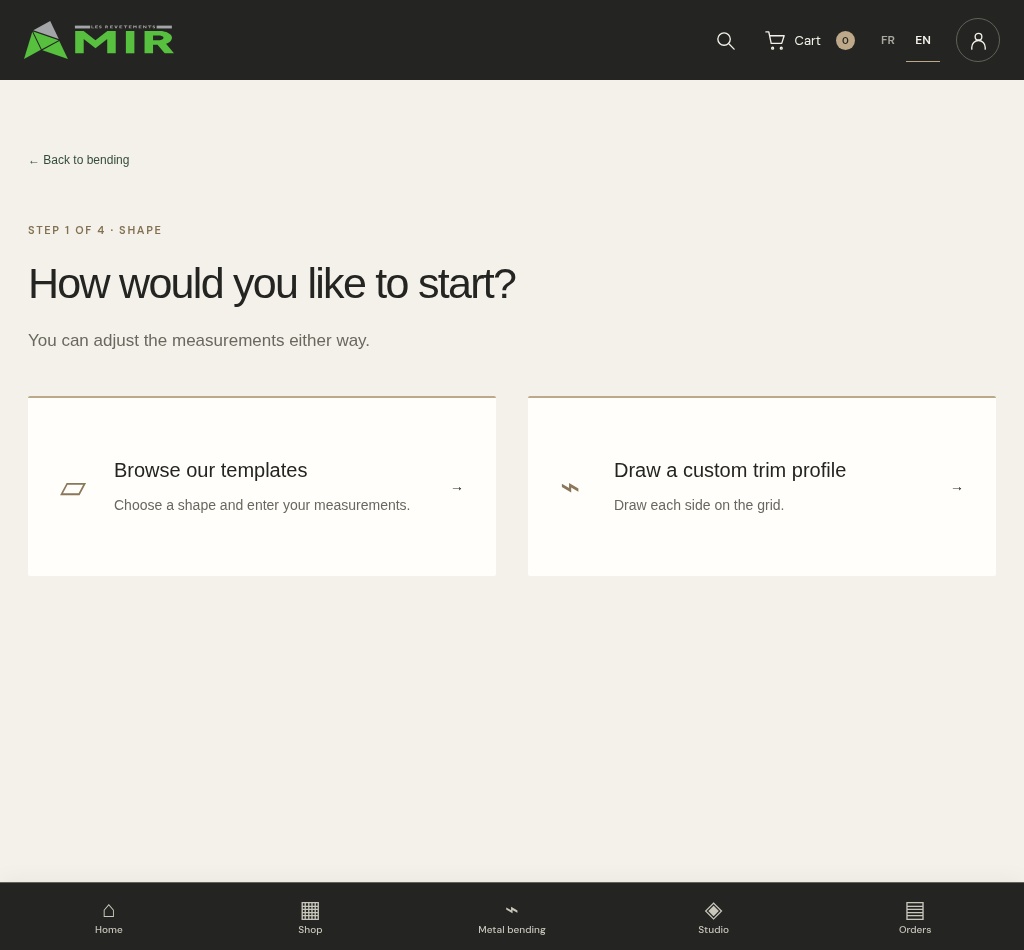 LES REVÊTEMENTS
MIR
Cart 0 FR EN
← Back to bending
STEP 1 OF 4 · SHAPE
How would you like to start?
You can adjust the measurements either way.
Browse our templates
Choose a shape and enter your measurements.
→
Draw a custom trim profile
Draw each side on the grid.
→
Home
Shop
Metal bending
Studio
Orders